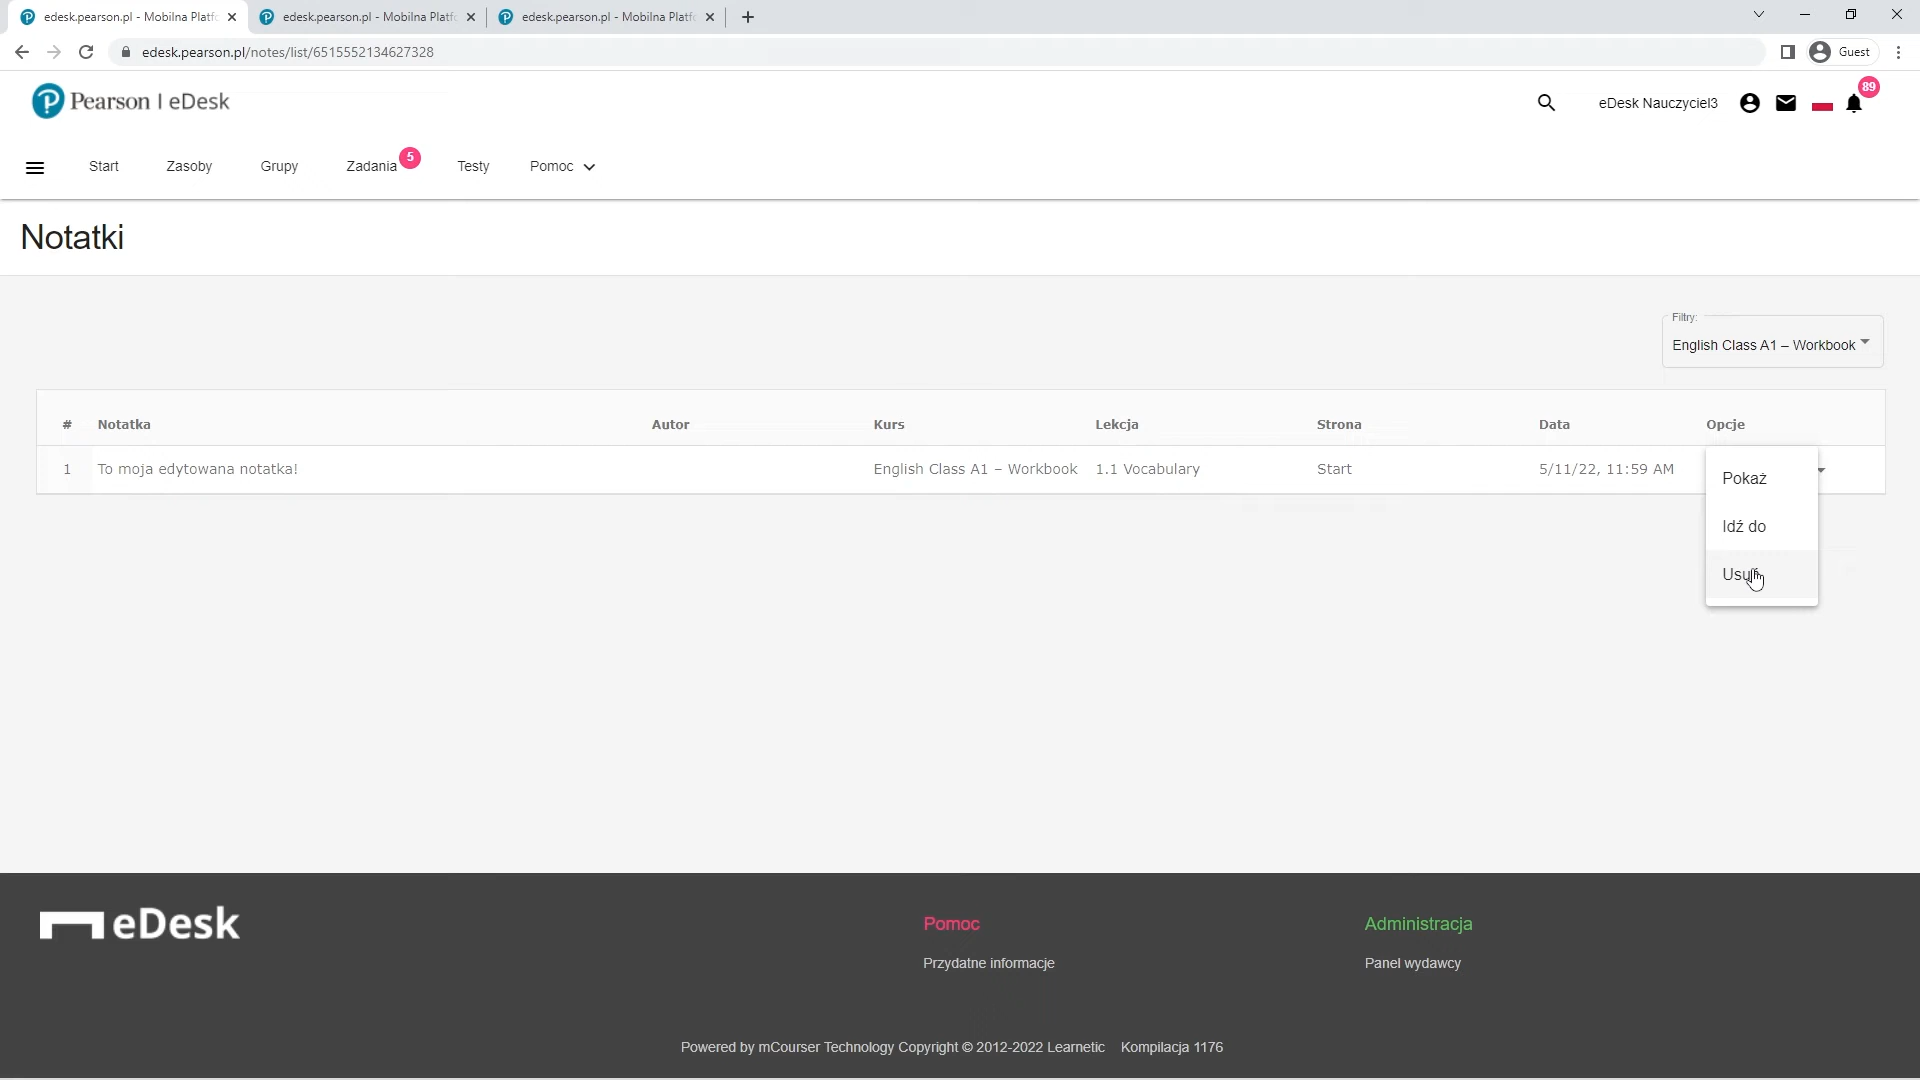 edesk.pearson.pl - Mobilna Platf
edesk.pearson.pl - Mobilna Platf
edesk.pearson.pl - Mobilna Platf
edesk.pearson.pl/notes/list/6515552134627328
Guest
Pearson | eDesk
eDesk Nauczyciel3
89
Start
Zasoby
Grupy
Zadania 5
Testy
Pomoc
Notatki
Filtry:
English Class A1 – Workbook
# Notatka Autor Kurs Lekcja Strona Data Opcje
1 To moja edytowana notatka! English Class A1 – Workbook 1.1 Vocabulary Start 5/11/22, 11:59 AM
Pokaż
Idź do
eDesk
Pomoc
Przydatne informacje
Administracja
Panel wydawcy
Powered by mCourser Technology Copyright © 2012-2022 Learnetic Kompilacja 1176